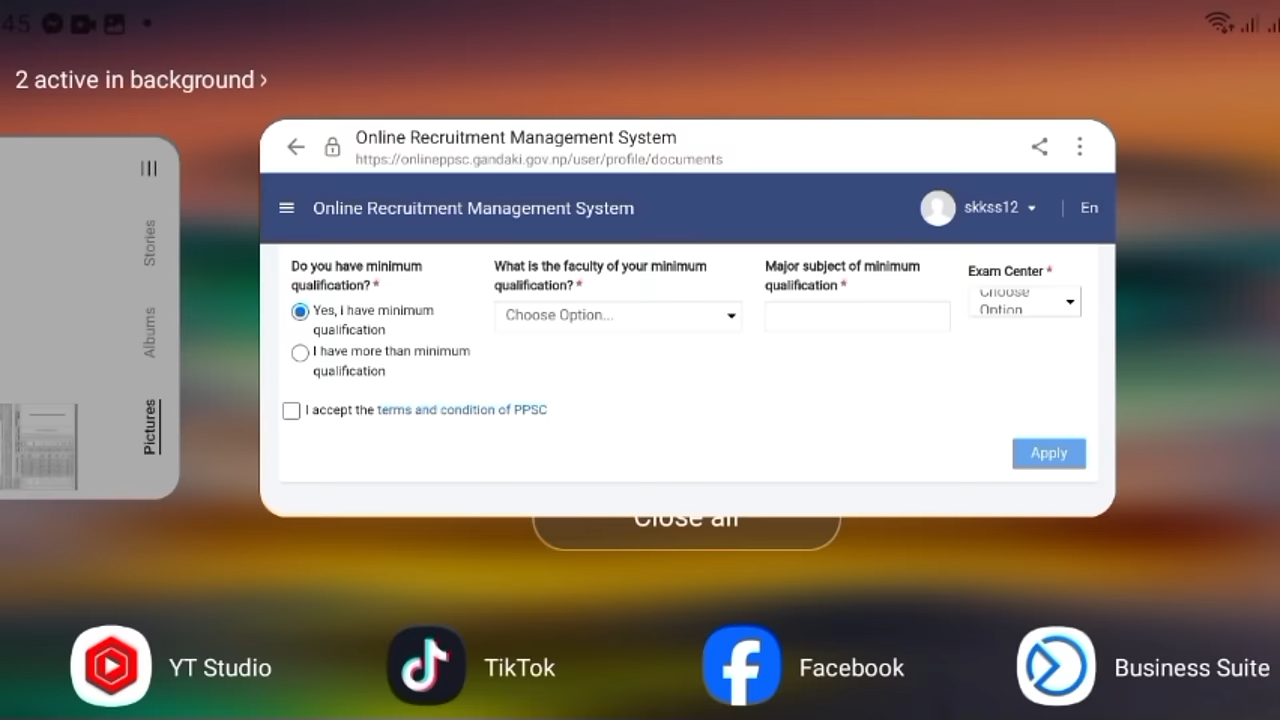 45
2 active in background ›
Stories
Albums
Pictures
Online Recruitment Management System
https://onlineppsc.gandaki.gov.np/user/profile/documents
Online Recruitment Management System
skkss12
En
Do you have minimum
qualification? *
Yes, I have minimum
qualification
I have more than minimum
qualification
What is the faculty of your minimum
qualification? *
Choose Option...
Major subject of minimum
qualification *
Exam Center *
Choose
Option
I accept the terms and condition of PPSC
Apply
Close all
YT Studio
TikTok
Facebook
Business Suite